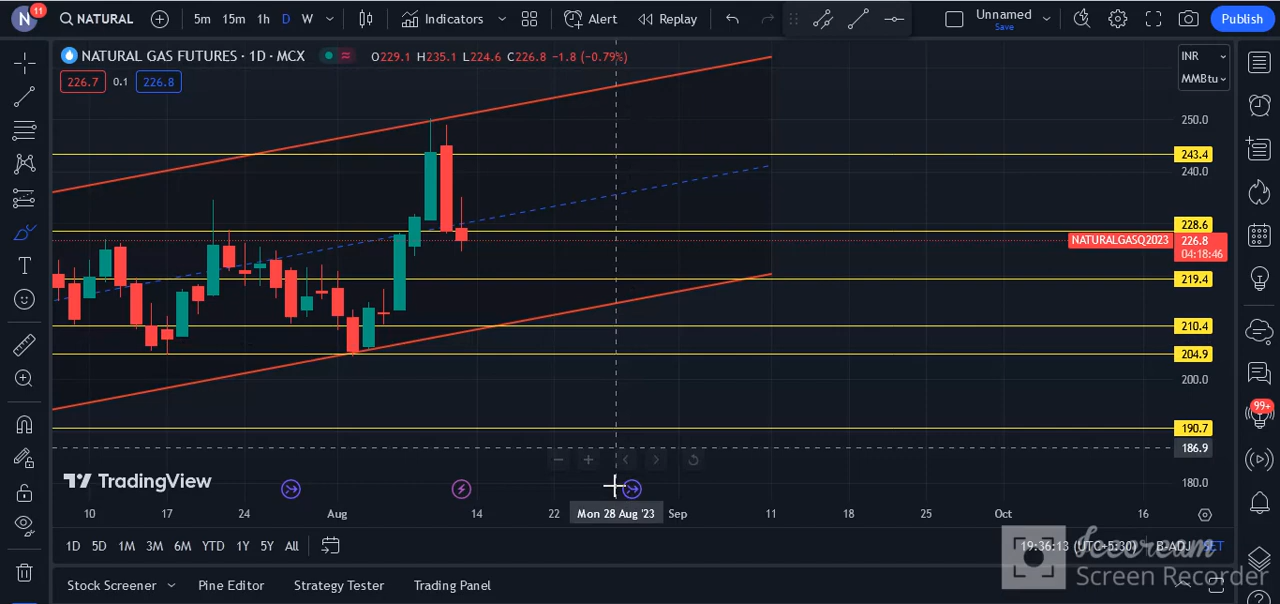 N
11
NATURAL
5m 15m 1h D W
Indicators
Alert
Replay
Unnamed
Save
Publish
NATURAL GAS FUTURES · 1D · MCX
O229.1 H235.1 L224.6 C226.8 −1.8 (−0.79%)
INR
MMBtu
226.7 0.1 226.8
250.0
243.4
240.0
228.6
NATURALGASQ2023 226.8
04:18:46
219.4
210.4
204.9
200.0
190.7
186.9
180.0
T
99+
TradingView
10 17 24 Aug 14 22 Mon 28 Aug '23 Sep 11 18 25 Oct 16
1D 5D 1M 3M 6M YTD 1Y 5Y All
19:36:13 (UTC+5:30) B-ADJ SET
Icecream
Screen Recorder
Stock Screener Pine Editor Strategy Tester Trading Panel